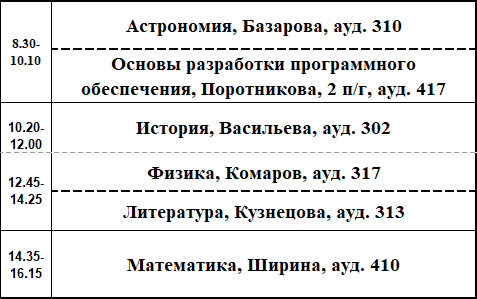 8.30-
10.10
Астрономия, Базарова, ауд. 310
Основы разработки программного
обеспечения, Поротникова, 2 п/г, ауд. 417
10.20-
12.00
История, Васильева, ауд. 302
12.45-
14.25
Физика, Комаров, ауд. 317
Литература, Кузнецова, ауд. 313
14.35-
16.15
Математика, Ширина, ауд. 410